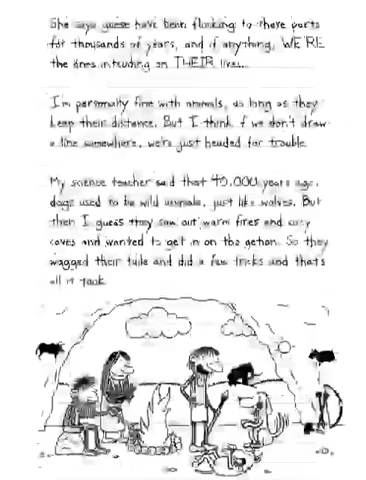 She says geese have been flocking to these parts
for thousands of years, and if anything, WE'RE
the ones intruding on THEIR lives.
I'm personally fine with animals, as long as they
keep their distance. But I think if we don't draw
a line somewhere, we're just headed for trouble.
My science teacher said that 40,000 years ago,
dogs used to be wild animals, just like wolves. But
then I guess they saw our warm fires and cozy
caves and wanted to get in on the action. So they
wagged their tails and did a few tricks and that's
all it took.